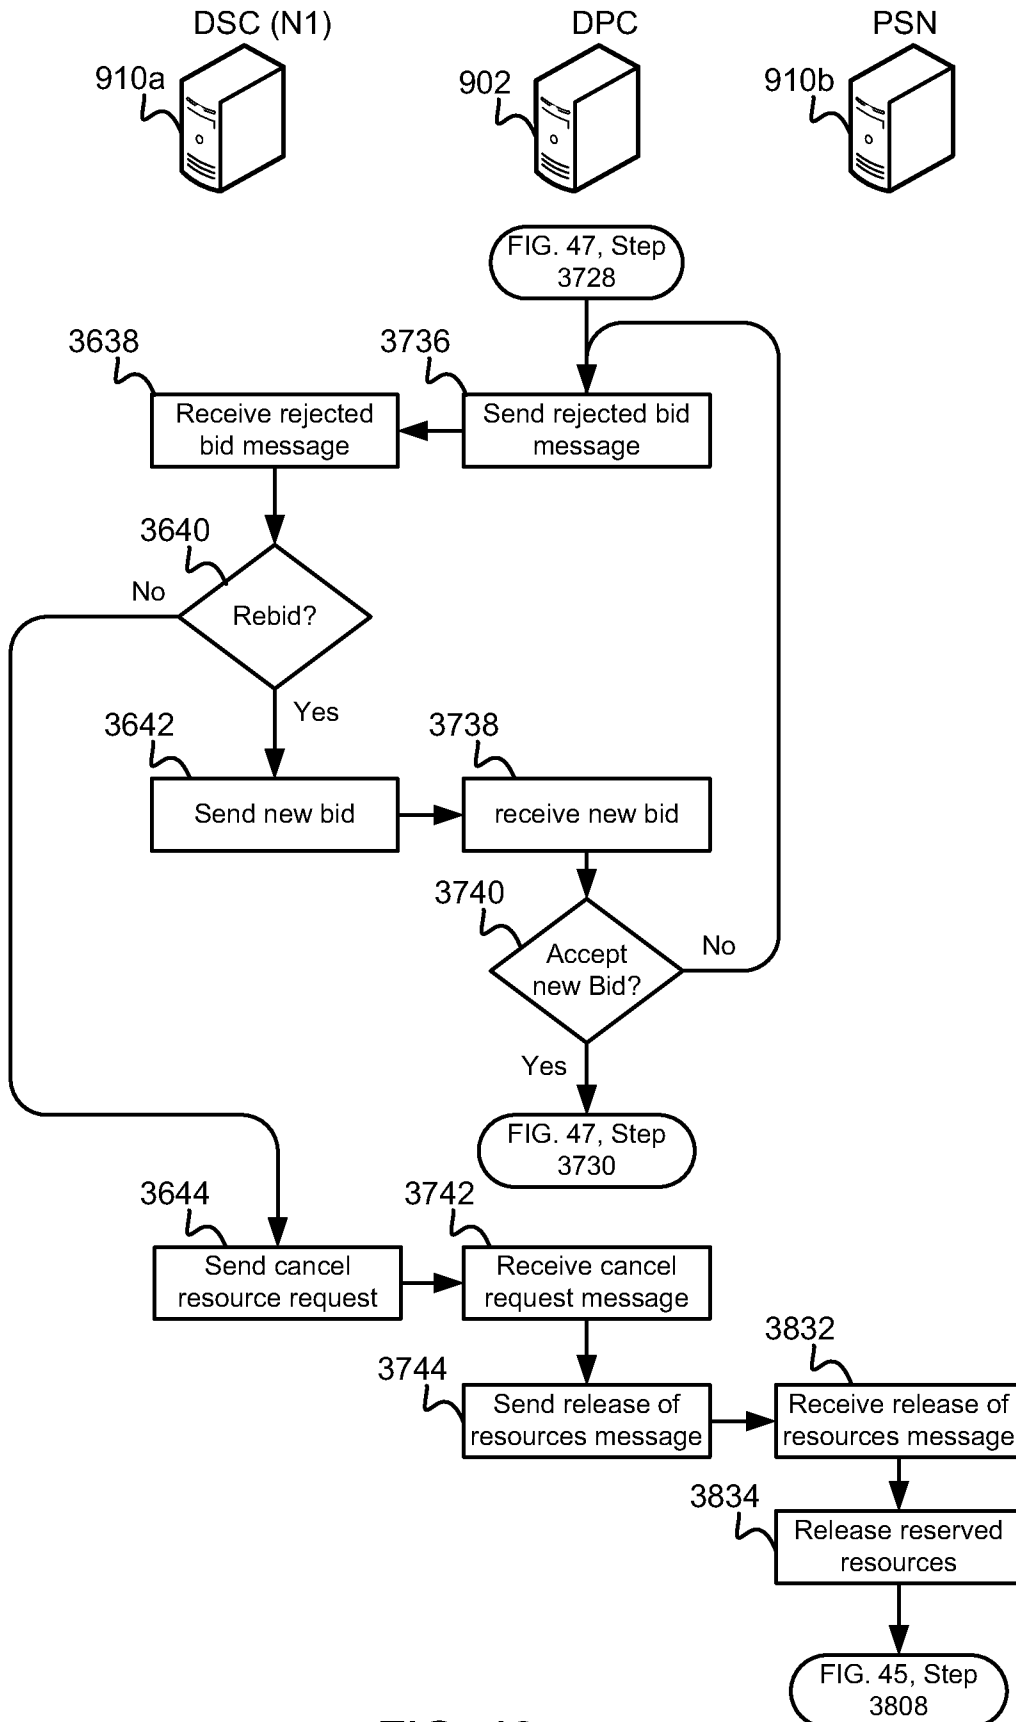 DSC (N1)
DPC
PSN
910a
902
910b
FIG. 47, Step
3728
3638
3736
Receive rejected
bid message
Send rejected bid
message
3640
No
Rebid?
Yes
3642
3738
Send new bid
receive new bid
3740
Accept
new Bid?
No
Yes
FIG. 47, Step
3730
3644
3742
Send cancel
resource request
Receive cancel
request message
3832
3744
Send release of
resources message
Receive release of
resources message
3834
Release reserved
resources
FIG. 45, Step
3808